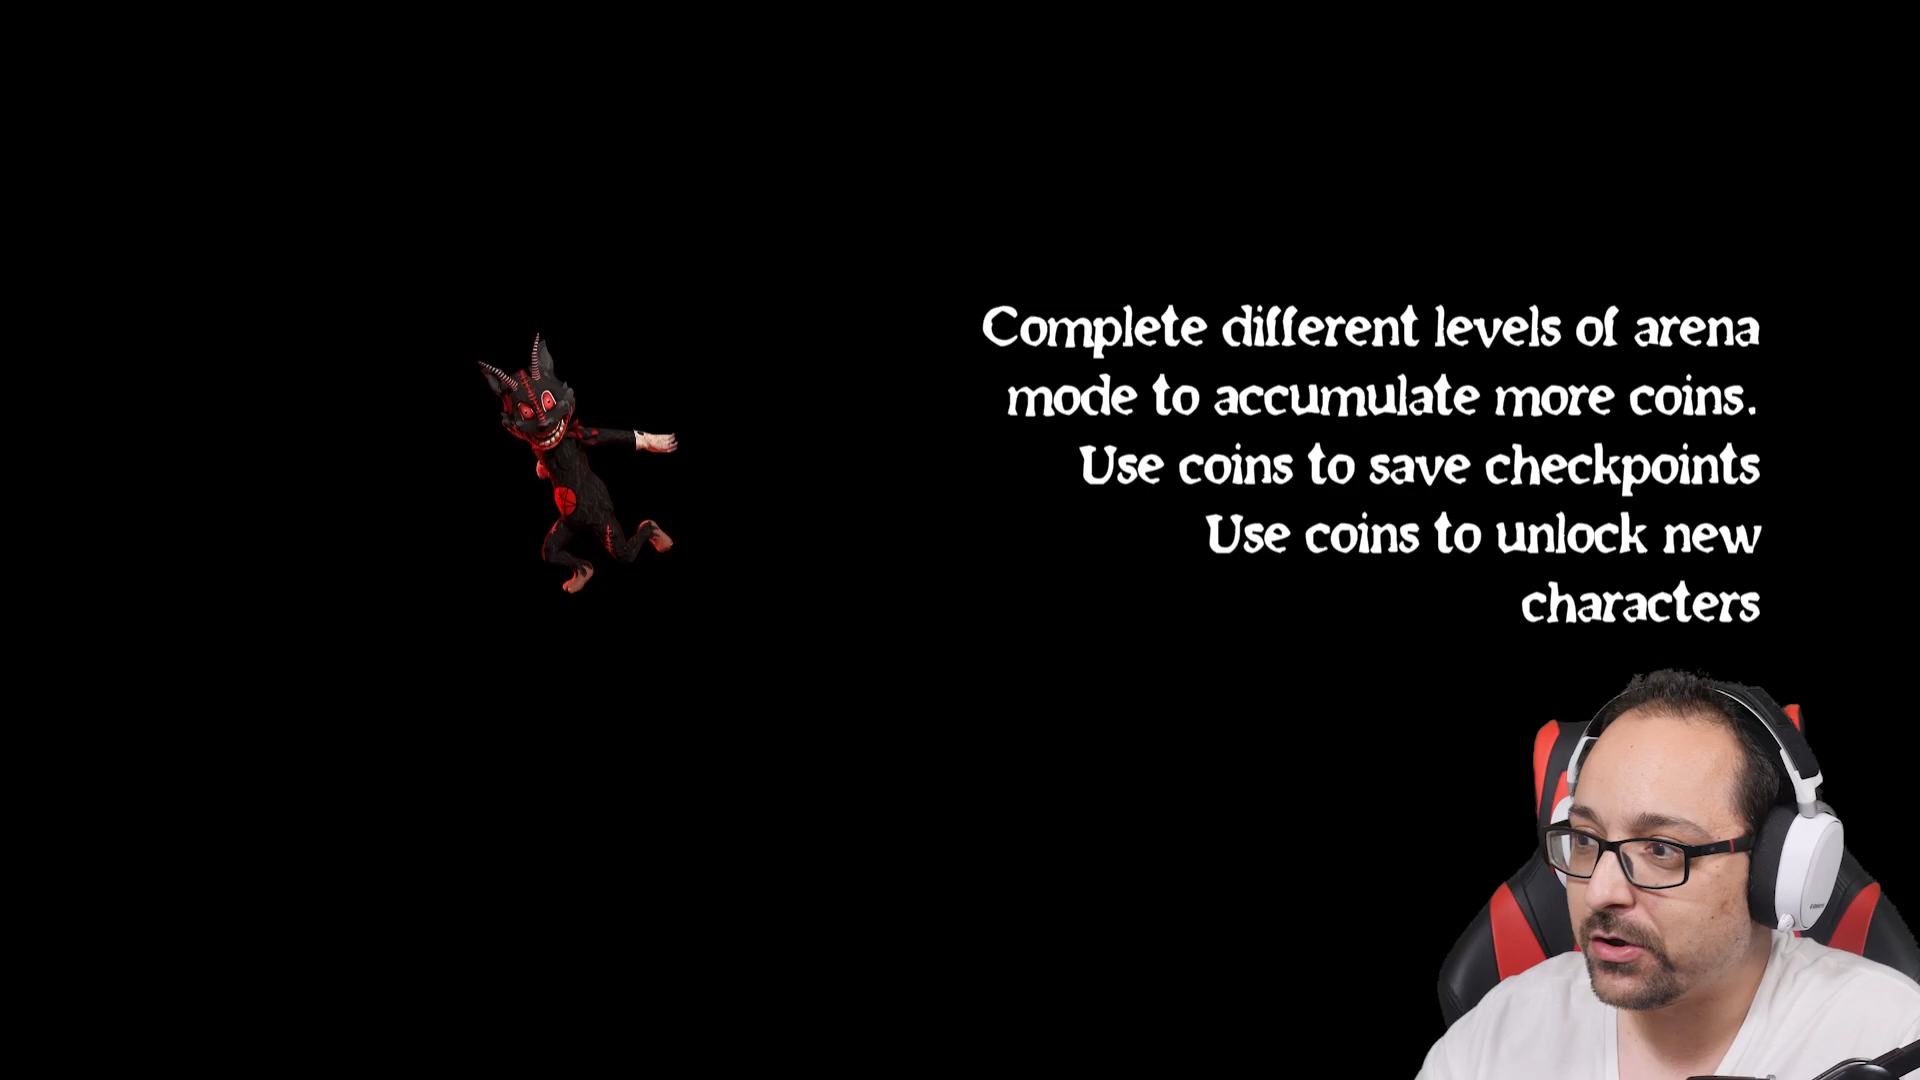 Complete different levels of arena
mode to accumulate more coins.
Use coins to save checkpoints
Use coins to unlock new
characters